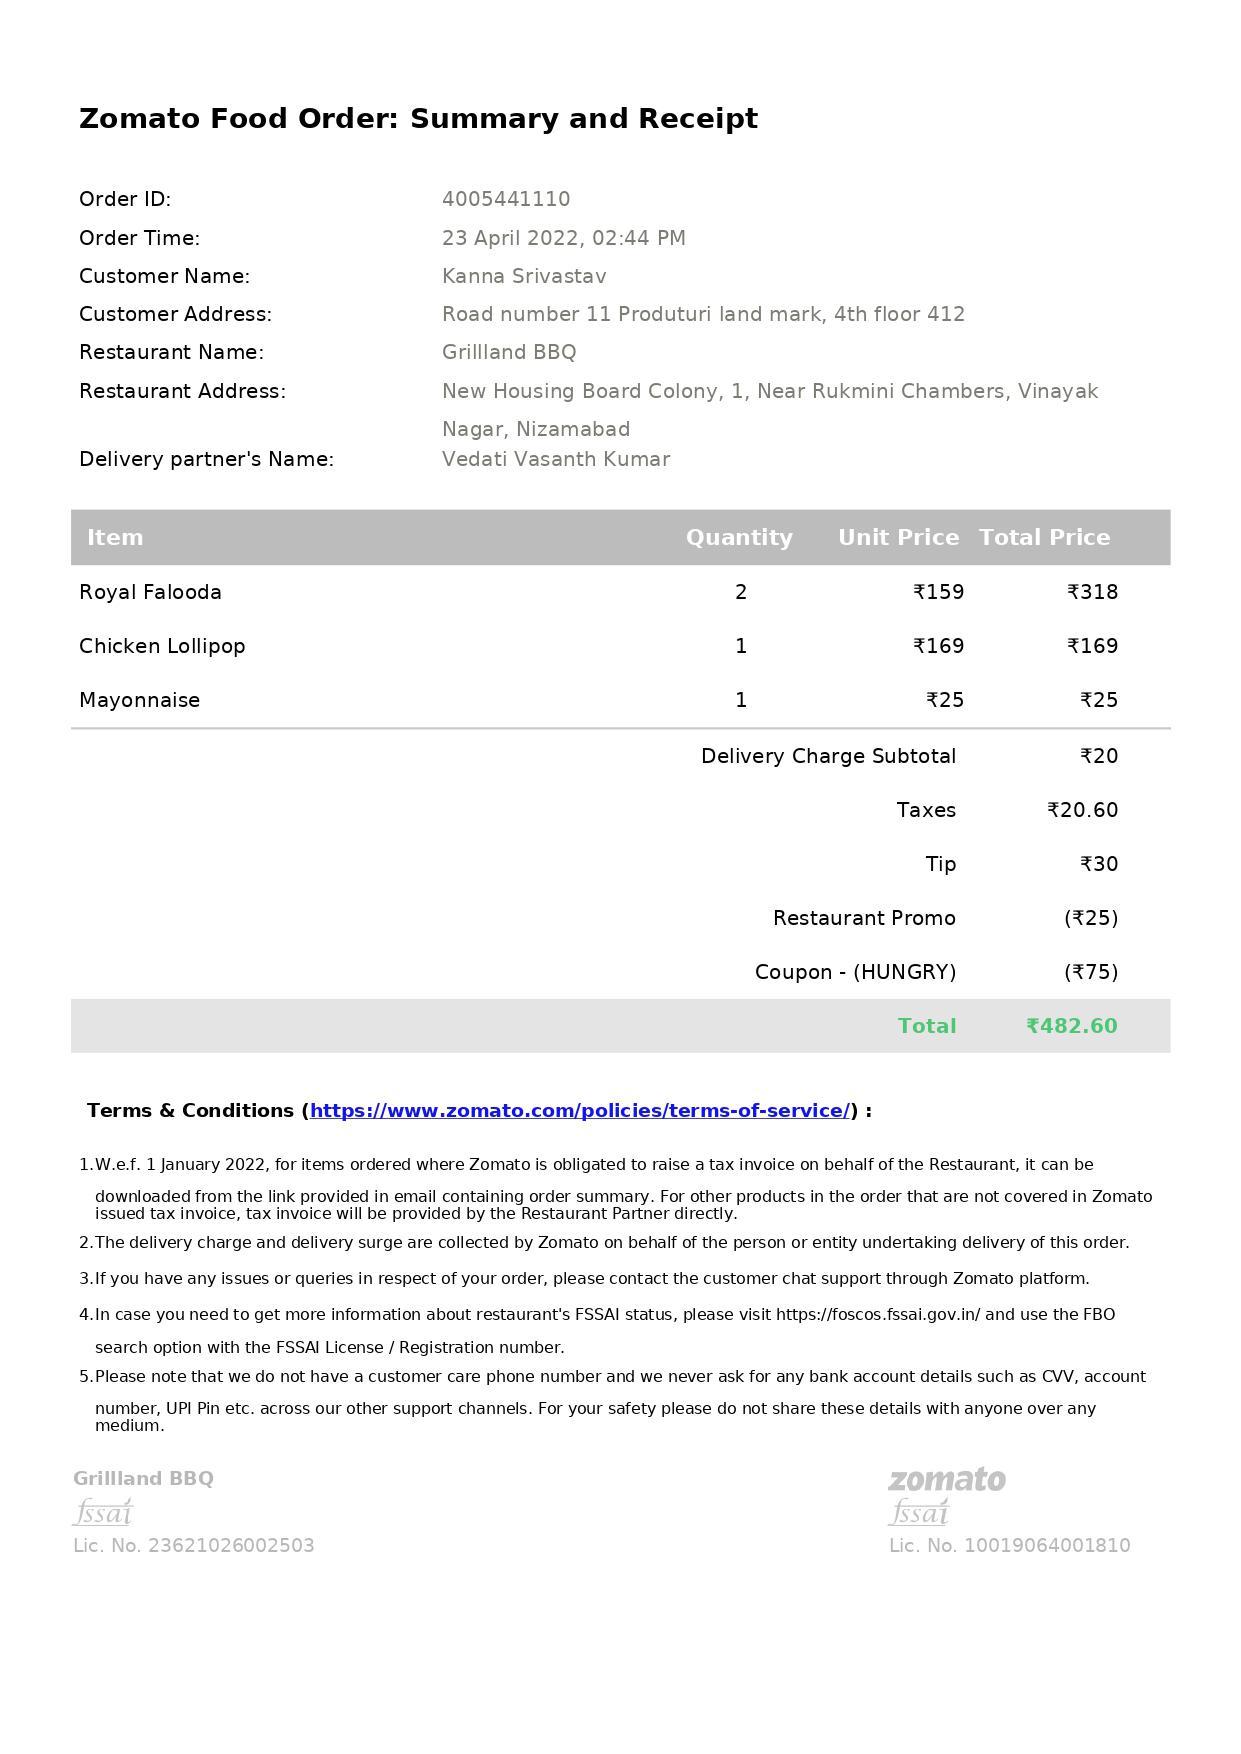 Zomato Food Order: Summary and Receipt
Order ID: 4005441110
Order Time: 23 April 2022, 02:44 PM
Customer Name: Kanna Srivastav
Customer Address: Road number 11 Produturi land mark, 4th floor 412
Restaurant Name: Grillland BBQ
Restaurant Address: New Housing Board Colony, 1, Near Rukmini Chambers, Vinayak
Nagar, Nizamabad
Delivery partner's Name: Vedati Vasanth Kumar
Item Quantity Unit Price Total Price
Royal Falooda 2 ₹159 ₹318
Chicken Lollipop 1 ₹169 ₹169
Mayonnaise 1 ₹25 ₹25
Delivery Charge Subtotal ₹20
Taxes ₹20.60
Tip ₹30
Restaurant Promo (₹25)
Coupon - (HUNGRY) (₹75)
Total ₹482.60
Terms & Conditions (https://www.zomato.com/policies/terms-of-service/) :
1.W.e.f. 1 January 2022, for items ordered where Zomato is obligated to raise a tax invoice on behalf of the Restaurant, it can be
downloaded from the link provided in email containing order summary. For other products in the order that are not covered in Zomato
issued tax invoice, tax invoice will be provided by the Restaurant Partner directly.
2.The delivery charge and delivery surge are collected by Zomato on behalf of the person or entity undertaking delivery of this order.
3.If you have any issues or queries in respect of your order, please contact the customer chat support through Zomato platform.
4.In case you need to get more information about restaurant's FSSAI status, please visit https://foscos.fssai.gov.in/ and use the FBO
search option with the FSSAI License / Registration number.
5.Please note that we do not have a customer care phone number and we never ask for any bank account details such as CVV, account
number, UPI Pin etc. across our other support channels. For your safety please do not share these details with anyone over any
medium.
Grillland BBQ zomato
fssai fssai
Lic. No. 23621026002503 Lic. No. 10019064001810